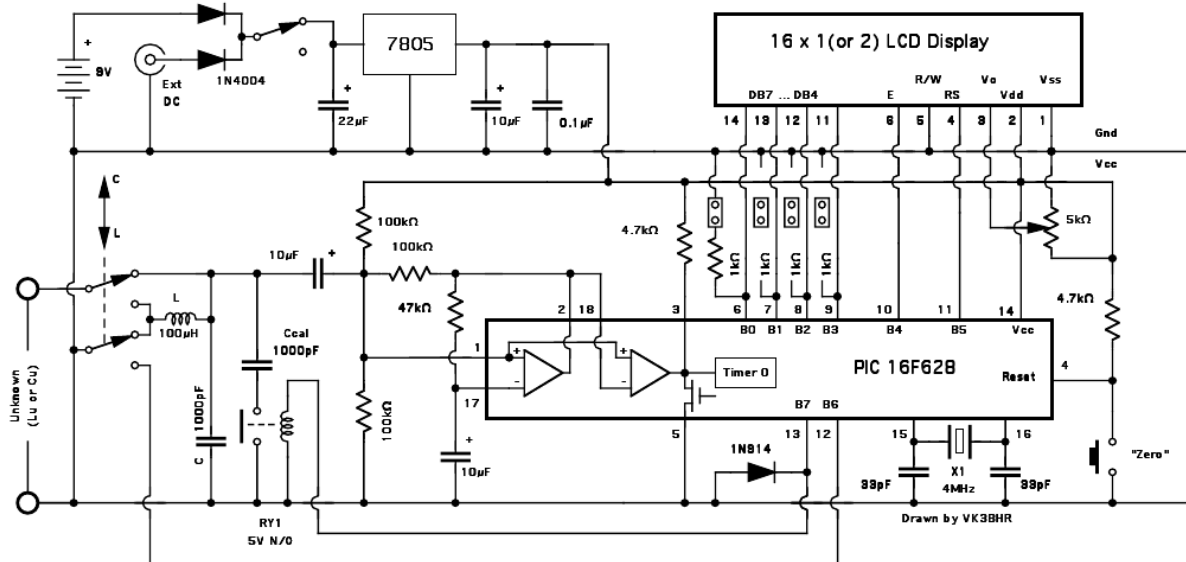 7805
16 x 1(or 2) LCD Display
+
9V
Ext
DC
1N4004
+
22µF
+
10µF
0.1µF
R/W
Vo
Vss
DB7 ... DB4
E
RS
Vdd
14
13
12
11
6
5
4
3
2
1
Gnd
Vcc
C
L
100kΩ
100kΩ
10µF
+
4.7kΩ
1kΩ
1kΩ
1kΩ
1kΩ
5kΩ
4.7kΩ
47kΩ
L
100µH
Ccal
1000pF
2
18
3
6
7
8
9
10
11
14
B0
B1
B2
B3
B4
B5
Vcc
1
+
-
+
-
Timer 0
PIC 16F628
Reset
4
17
B7
B6
5
13
12
15
16
Unknown
(Lu or Cu)
1000pF
C
100kΩ
+
10µF
1N914
33pF
X1
4MHz
33pF
"Zero"
RY1
5V N/O
Drawn by VK3BHR